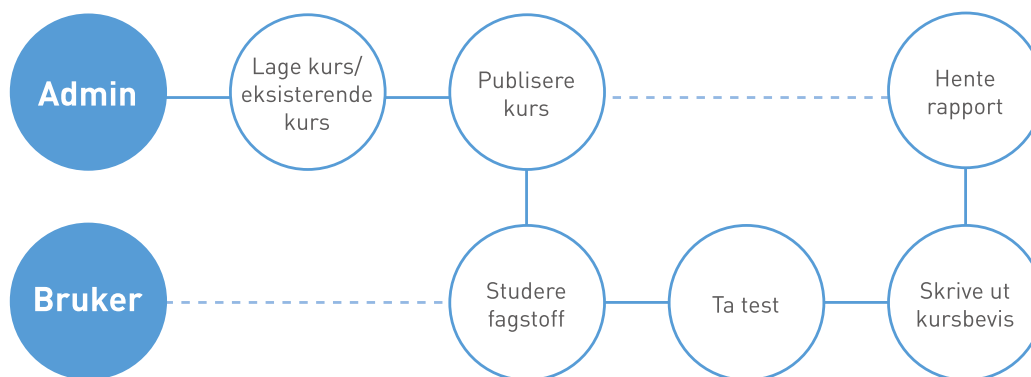 Admin
Lage kurs/
eksisterende
kurs
Publisere
kurs
Hente
rapport
Bruker
Studere
fagstoff
Ta test
Skrive ut
kursbevis